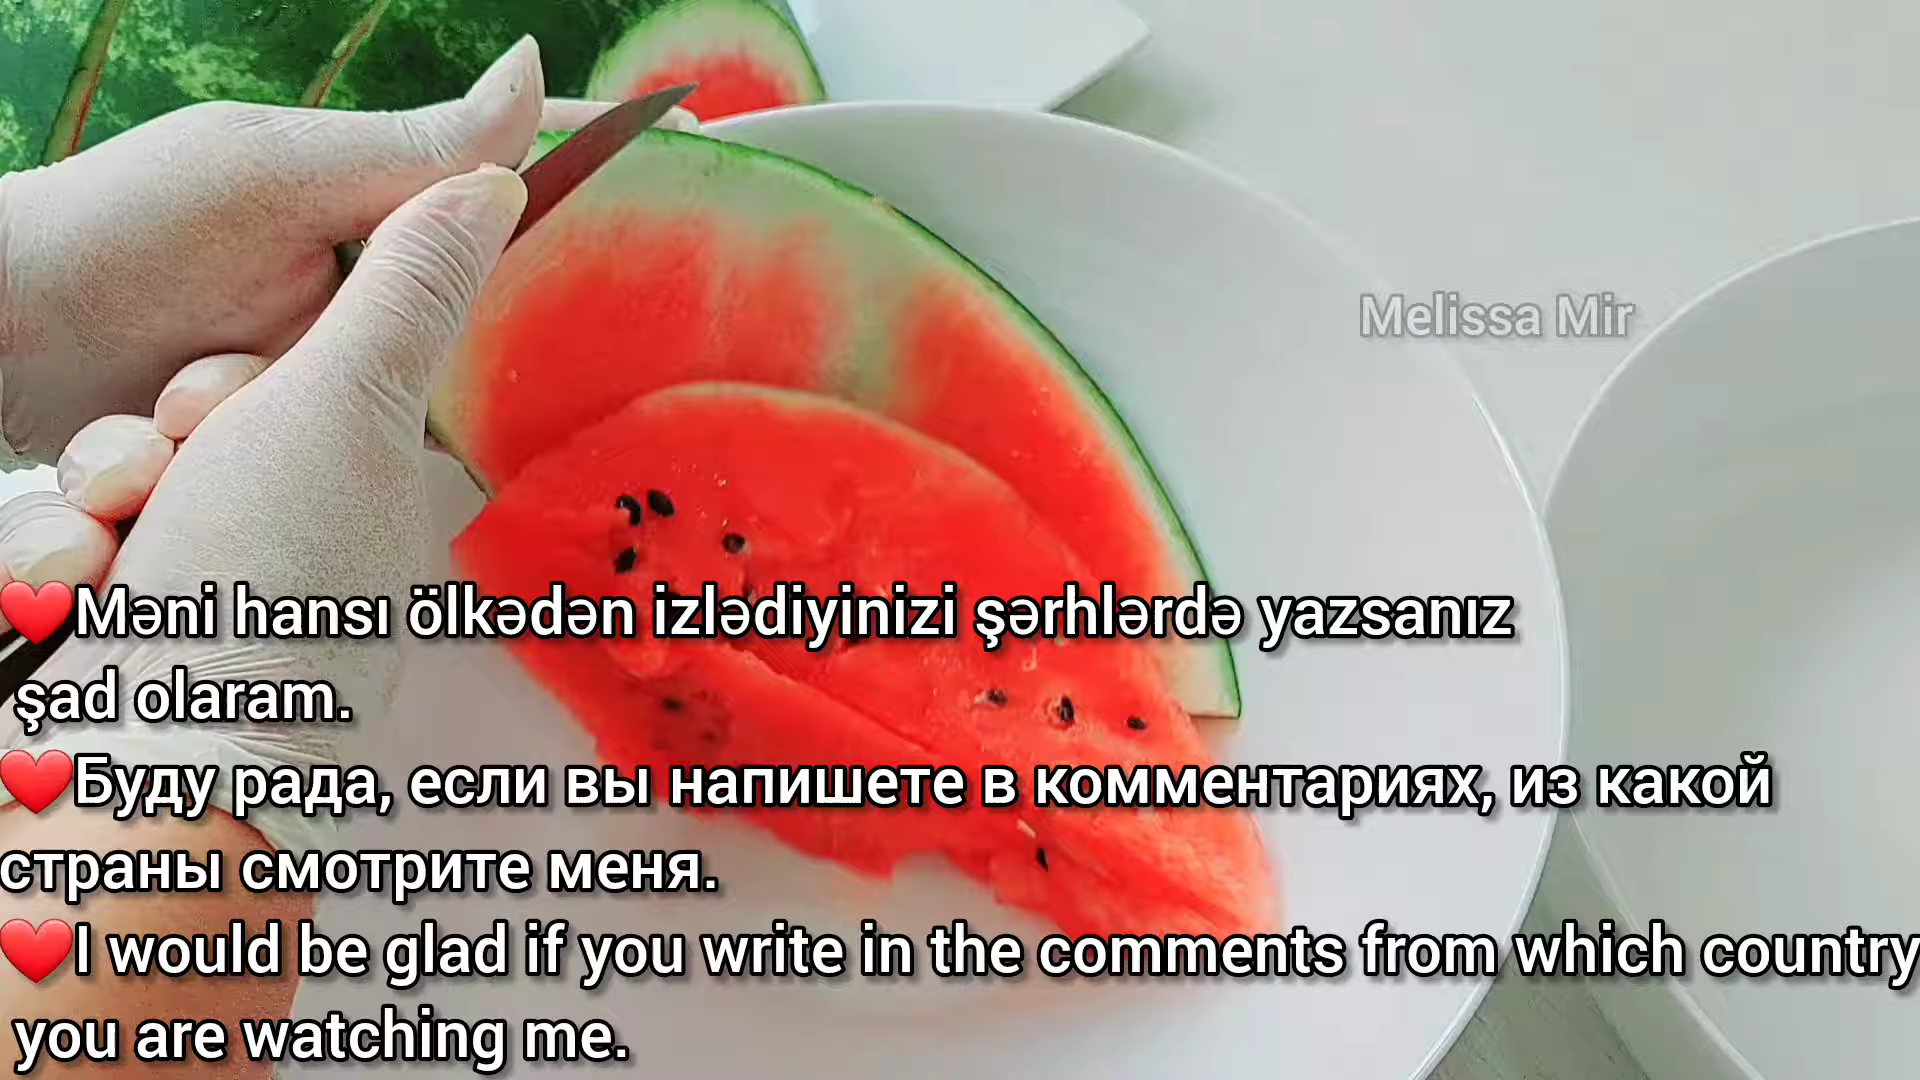 Melissa Mir
❤️Məni hansı ölkədən izlədiyinizi şərhlərdə yazsanız
şad olaram.
❤️Буду рада, если вы напишете в комментариях, из какой
страны смотрите меня.
❤️I would be glad if you write in the comments from which country
you are watching me.